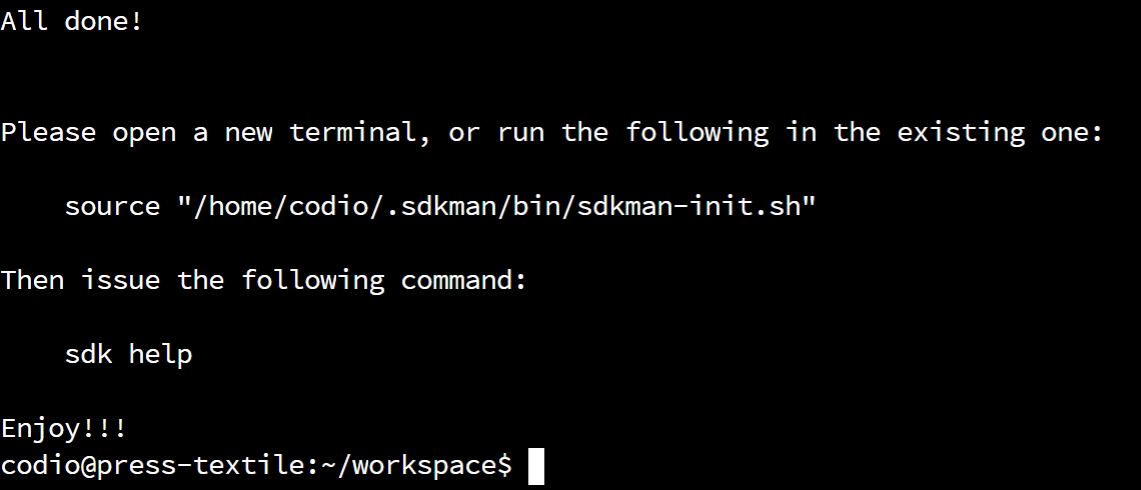 All done!
Please open a new terminal, or run the following in the existing one:
source "/home/codio/.sdkman/bin/sdkman-init.sh"
Then issue the following command:
sdk help
Enjoy!!!
codio@press-textile:~/workspace$